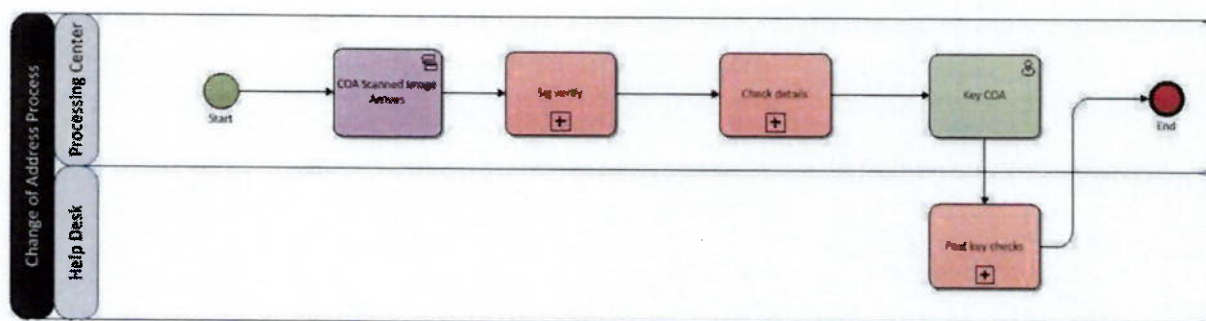 Change of Address Process
Processing Center
Help Desk
Start
COA Scanned Image
Arrives
Sig verify
Check details
Key COA
End
Post key checks